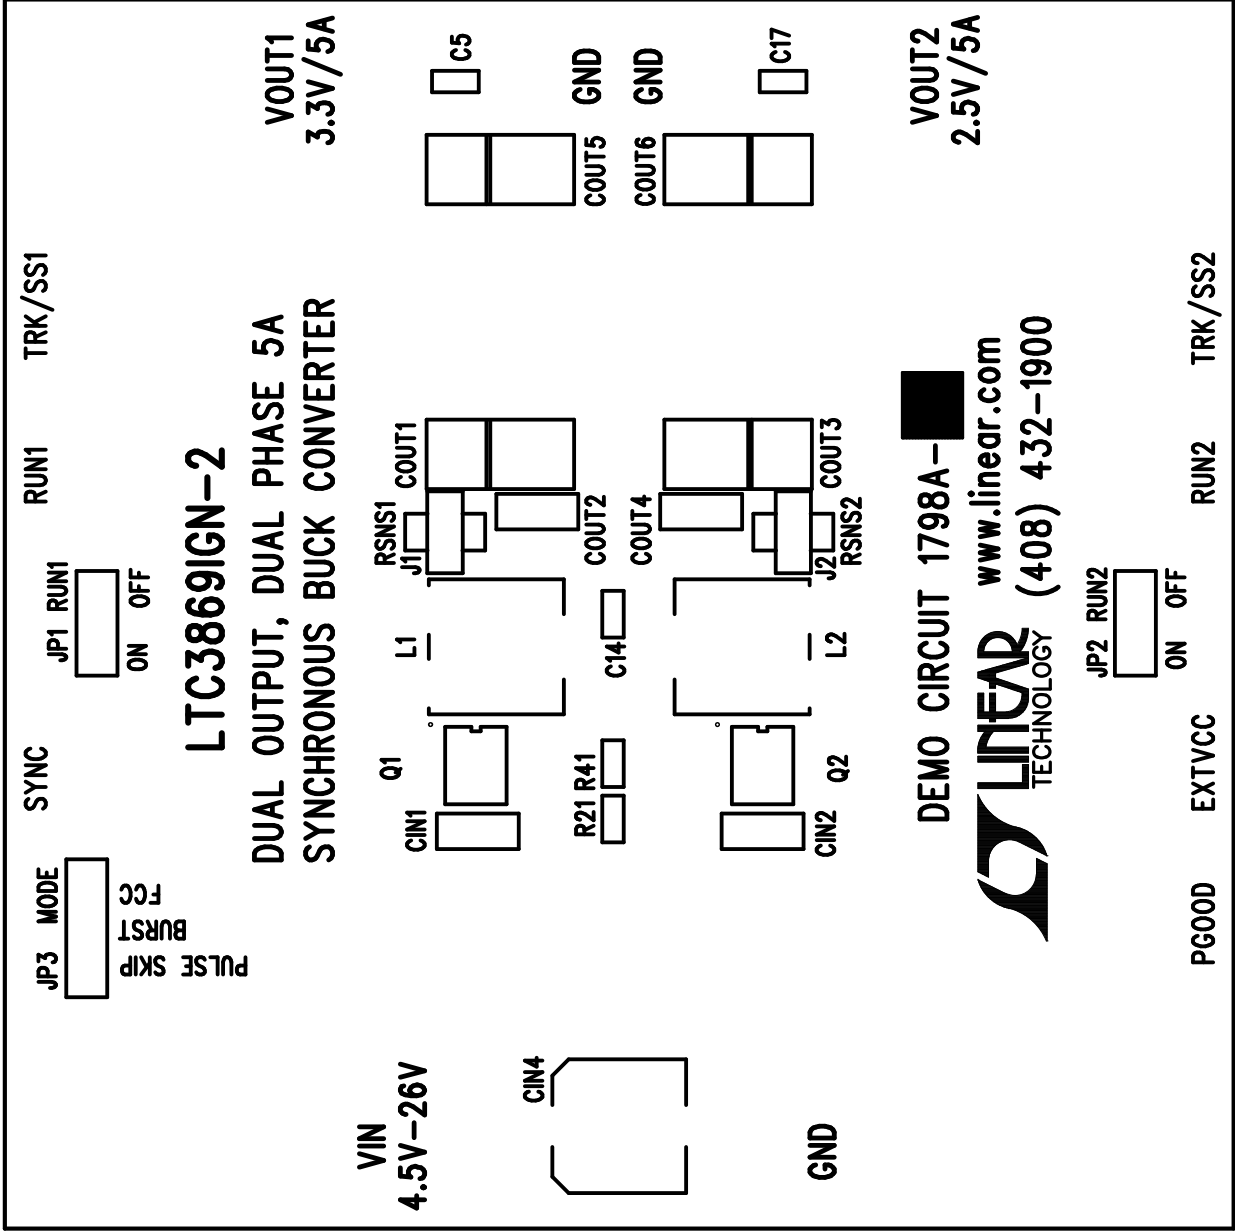 VOUT1
3.3V/5A
C5
GND
GND
C17
VOUT2
2.5V/5A
COUT5
COUT6
TRK/SS1
TRK/SS2
RUN1
RUN2
LTC3869IGN-2
DUAL OUTPUT, DUAL PHASE 5A
SYNCHRONOUS BUCK CONVERTER
COUT1
COUT3
RSNS1
J1
COUT2
COUT4
J2
RSNS2
JP1 RUN1
ON OFF
L1
C14
L2
JP2 RUN2
ON OFF
SYNC
Q1
R21 R41
Q2
CIN1
CIN2
DEMO CIRCUIT 1798A-
LINEAR
TECHNOLOGY
www.linear.com
(408) 432-1900
EXTVCC
PGOOD
JP3 MODE
FCC
BURST
PULSE SKIP
VIN
4.5V-26V
CIN4
GND